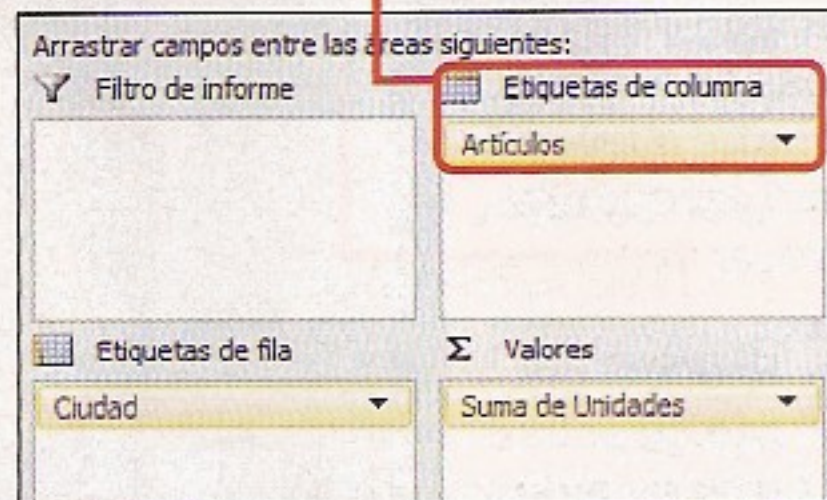 Arrastrar campos entre las áreas siguientes:
Filtro de informe
Etiquetas de columna
Artículos
Etiquetas de fila
Σ Valores
Ciudad
Suma de Unidades